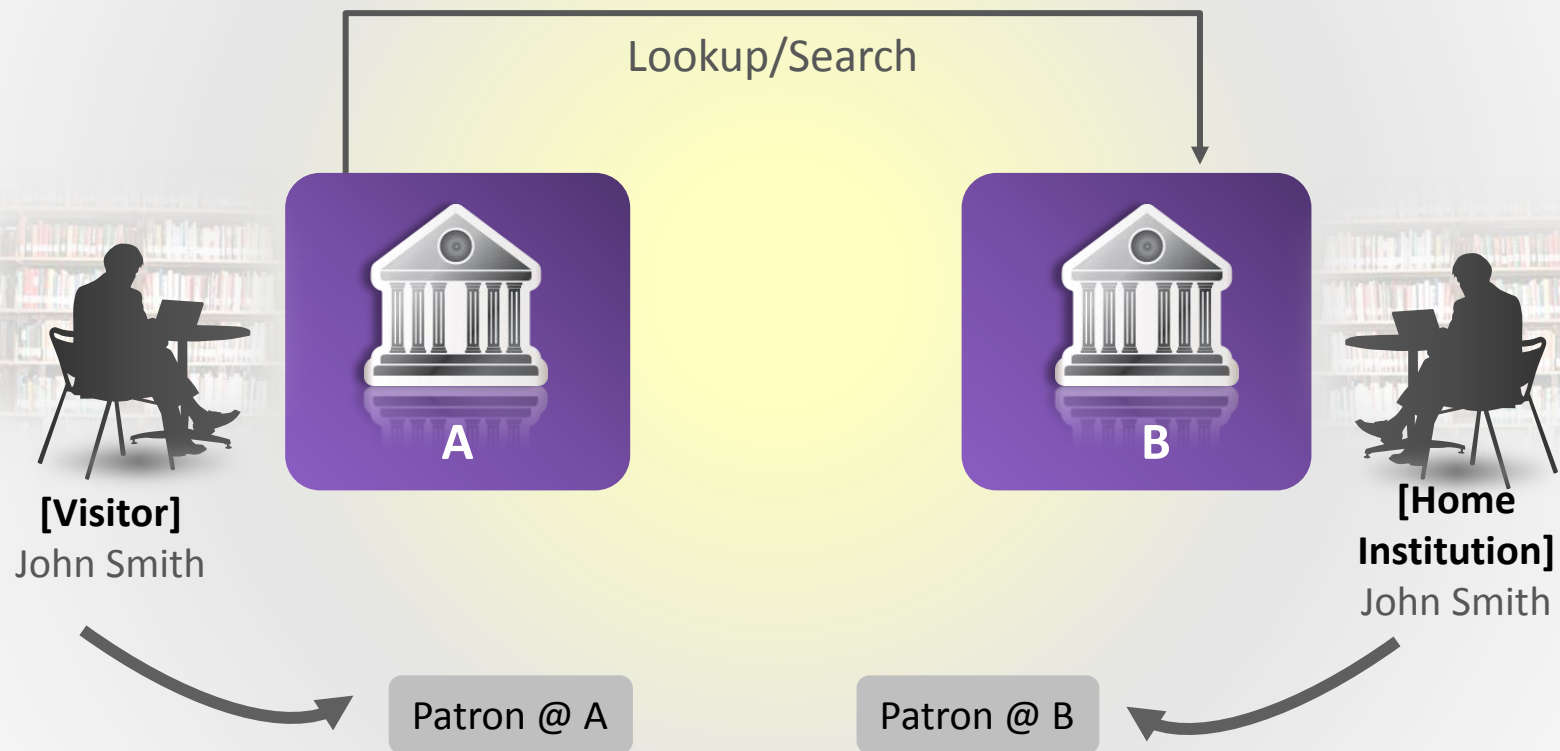 Lookup/Search
A
B
[Visitor]
John Smith
[Home
Institution]
John Smith
Patron @ A
Patron @ B